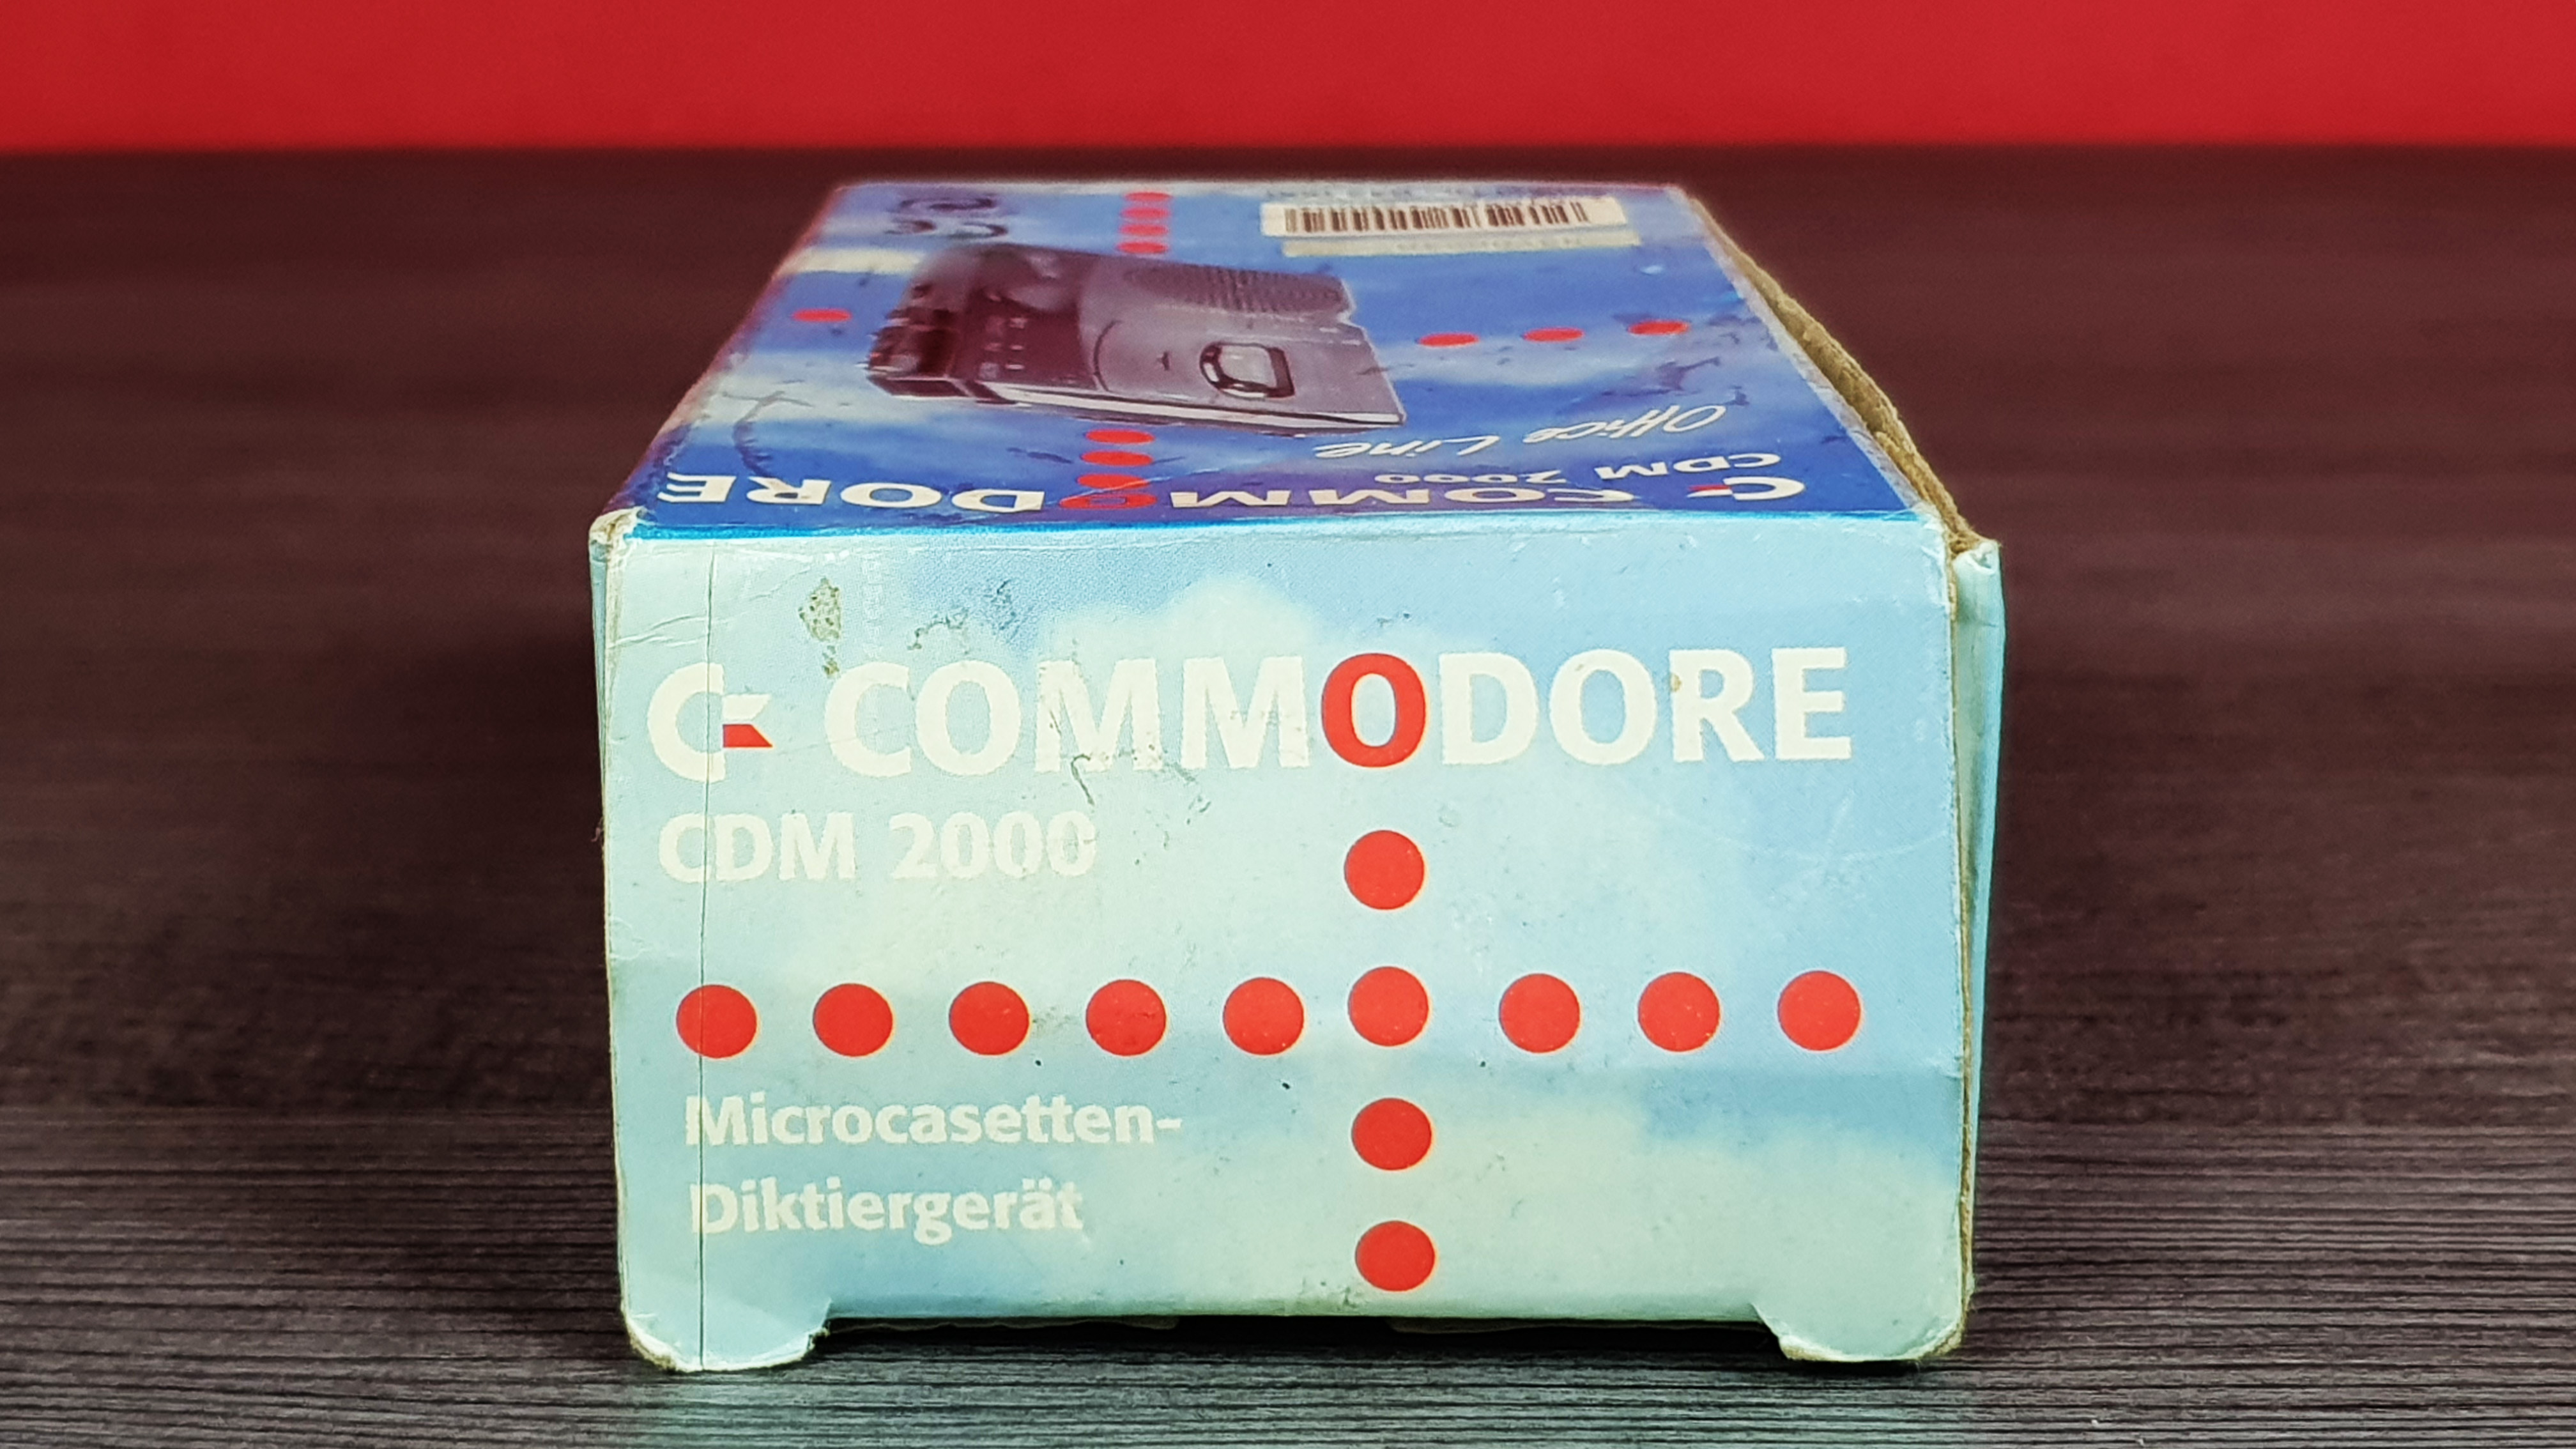 Office Line
CDM 2000
COMMODORE
COMMODORE
CDM 2000
Microcasetten-
Diktiergerät